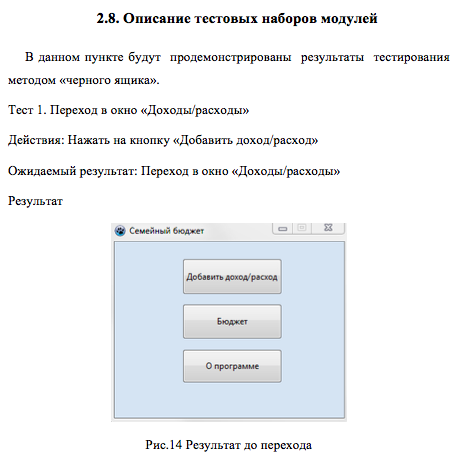 2.8. Описание тестовых наборов модулей
В данном пункте будут продемонстрированы результаты тестирования
методом «черного ящика».
Тест 1. Переход в окно «Доходы/расходы»
Действия: Нажать на кнопку «Добавить доход/расход»
Ожидаемый результат: Переход в окно «Доходы/расходы»
Результат
Семейный бюджет
Добавить доход/расход
Бюджет
О программе
Рис.14 Результат до перехода